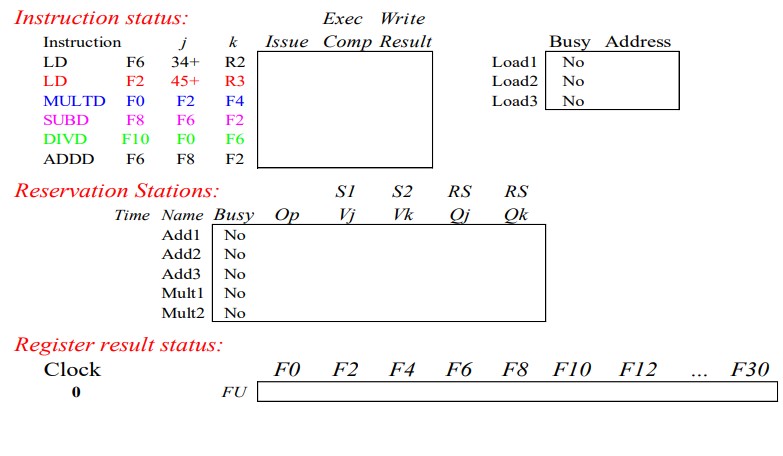 Instruction status: Exec Write
Instruction j k Issue Comp Result Busy Address
LD F6 34+ R2 Load1 No
LD F2 45+ R3 Load2 No
MULTD F0 F2 F4 Load3 No
SUBD F8 F6 F2
DIVD F10 F0 F6
ADDD F6 F8 F2
Reservation Stations: S1 S2 RS RS
Time Name Busy Op Vj Vk Qj Qk
Add1 No
Add2 No
Add3 No
Mult1 No
Mult2 No
Register result status:
Clock F0 F2 F4 F6 F8 F10 F12 ... F30
0 FU